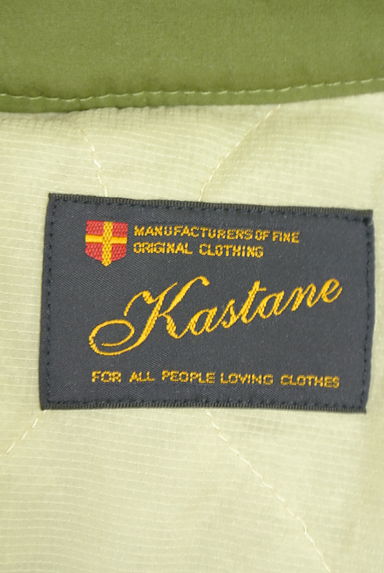 MANUFACTURERS OF FINE
ORIGINAL CLOTHING
Kastane
FOR ALL PEOPLE LOVING CLOTHES